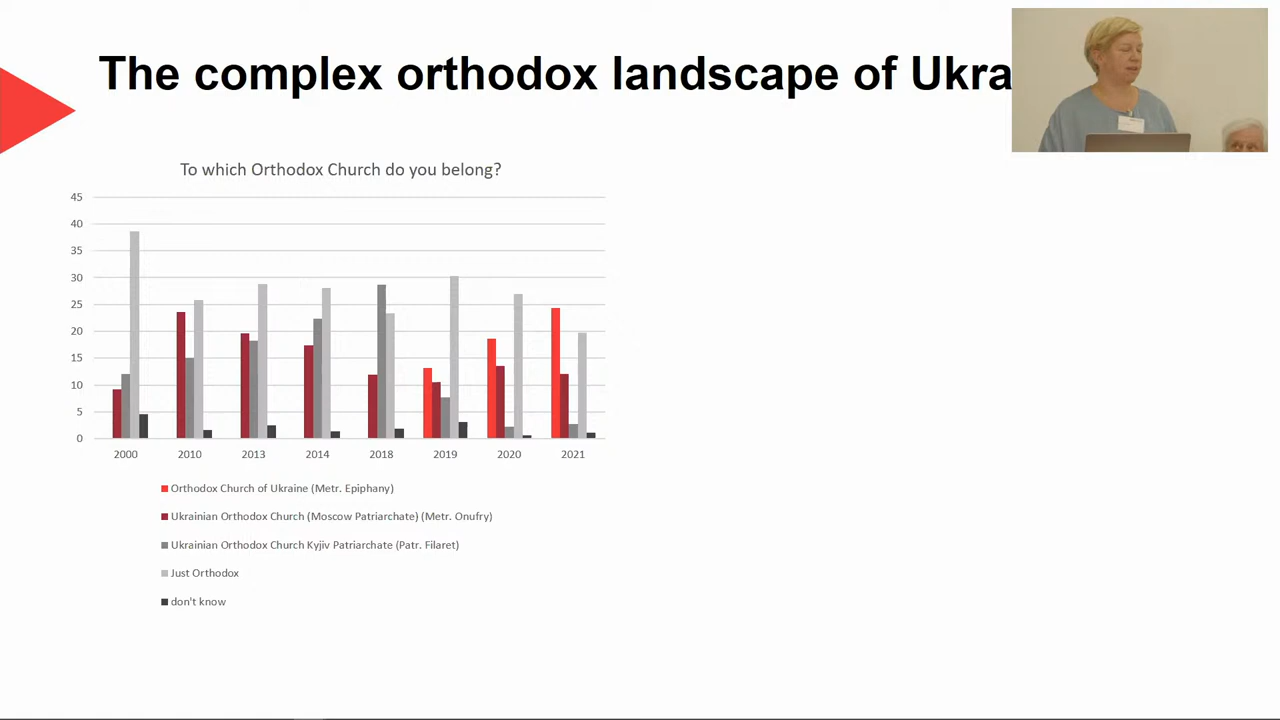 The complex orthodox landscape of Ukra
To which Orthodox Church do you belong?
45
40
35
30
25
20
15
10
5
0
2000 2010 2013 2014 2018 2019 2020 2021
Orthodox Church of Ukraine (Metr. Epiphany)
Ukrainian Orthodox Church (Moscow Patriarchate) (Metr. Onufry)
Ukrainian Orthodox Church Kyjiv Patriarchate (Patr. Filaret)
Just Orthodox
don't know